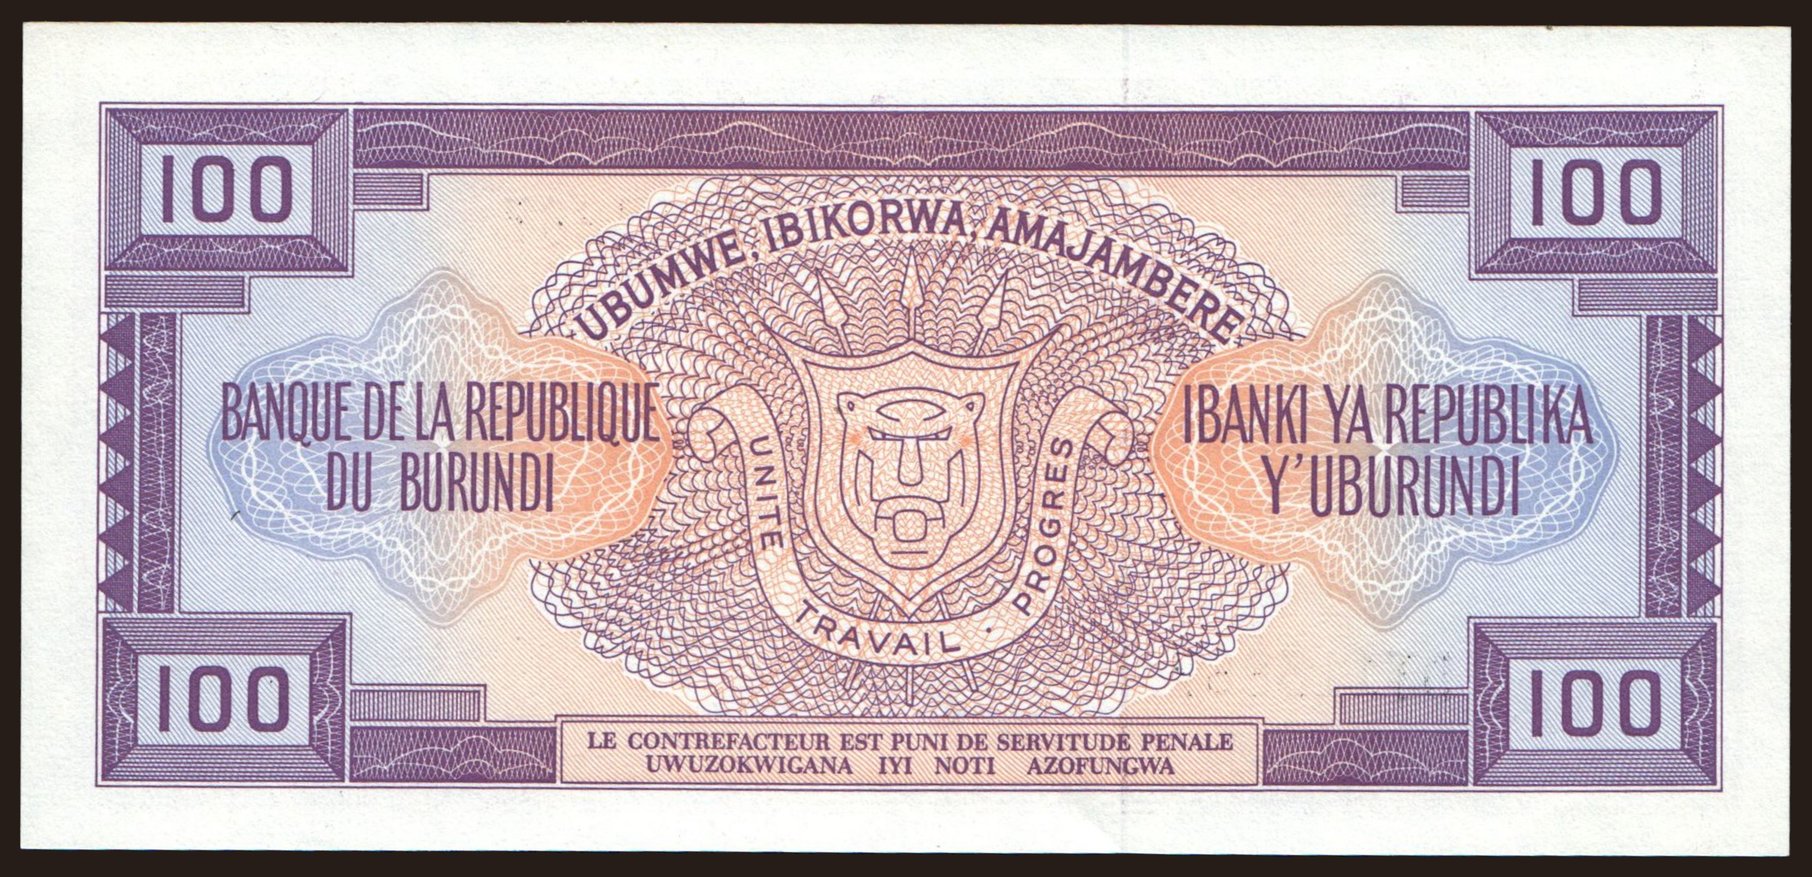 100
100
UBUMWE, IBIKORWA, AMAJAMBERE
BANQUE DE LA REPUBLIQUE
DU BURUNDI
IBANKI YA REPUBLIKA
Y'UBURUNDI
UNITE · TRAVAIL · PROGRES
100
100
LE CONTREFACTEUR EST PUNI DE SERVITUDE PENALE
UWUZOKWIGANA IYI NOTI AZOFUNGWA